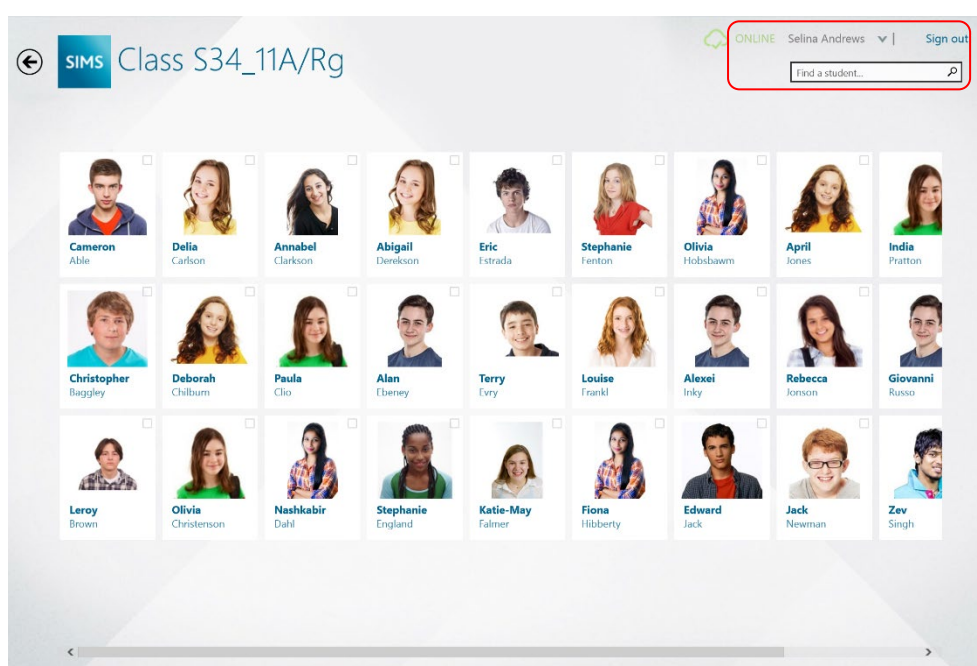 ONLINE Selina Andrews Sign out
SIMS Class S34_11A/Rg
Find a student...
Cameron Delia Annabel Abigail Eric Stephanie Olivia April India
Able Carlson Clarkson Derekson Estrada Fenton Hobsbawm Jones Pratton
Christopher Deborah Paula Alan Terry Louise Alexei Rebecca Giovanni
Baggley Chilburn Clio Ebeney Evry Frankl Inky Jonson Russo
Leroy Olivia Nashkabir Stephanie Katie-May Fiona Edward Jack Zev
Brown Christenson Dahl England Falmer Hibberty Jack Newman Singh